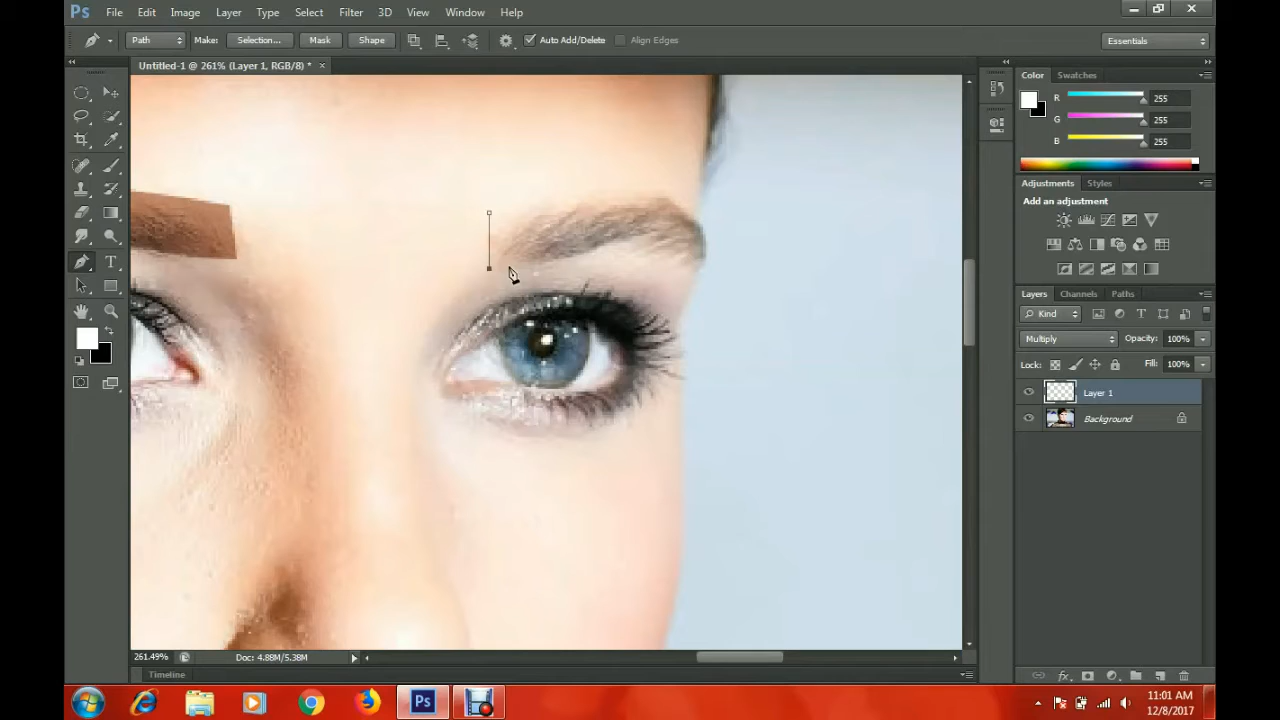 Ps File Edit Image Layer Type Select Filter 3D View Window Help
Path Make: Selection... Mask Shape Auto Add/Delete Align Edges Essentials
Untitled-1 @ 261% (Layer 1, RGB/8) * ×
Color Swatches
R 255
G 255
B 255
Adjustments Styles
Add an adjustment
Layers Channels Paths
Kind
Multiply Opacity: 100%
Lock: Fill: 100%
Layer 1
Background
261.49% Doc: 4.88M/5.38M
Timeline
Ps
11:01 AM
12/8/2017